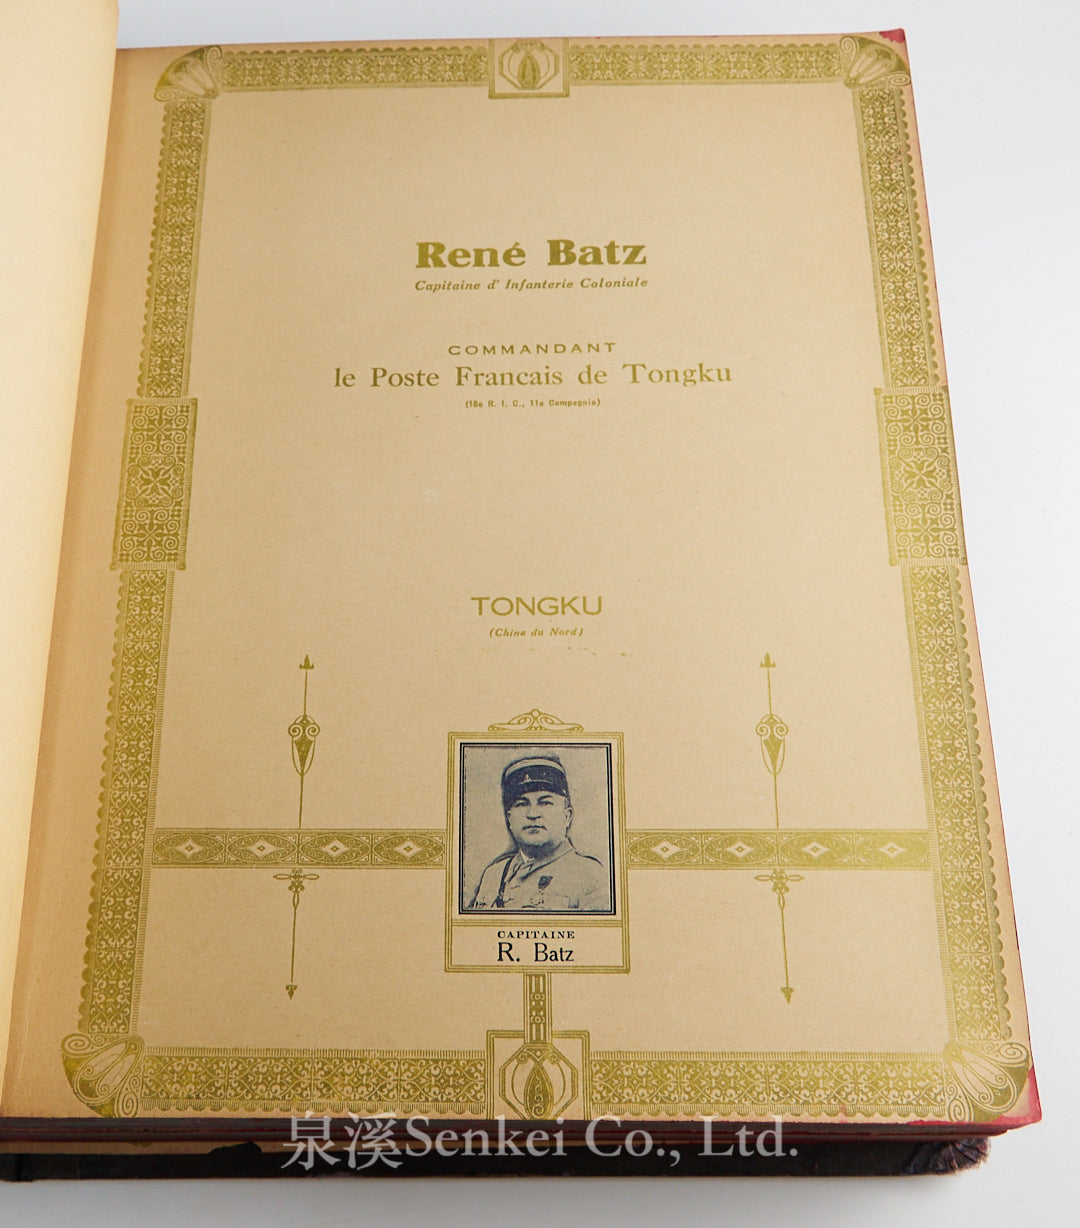 René Batz
Capitaine d' Infanterie Coloniale
COMMANDANT
le Poste Francais de Tongku
(16e R. I. C., 11e Compagnie)
TONGKU
(Chine du Nord)
CAPITAINE
R. Batz
泉溪Senkei Co., Ltd.